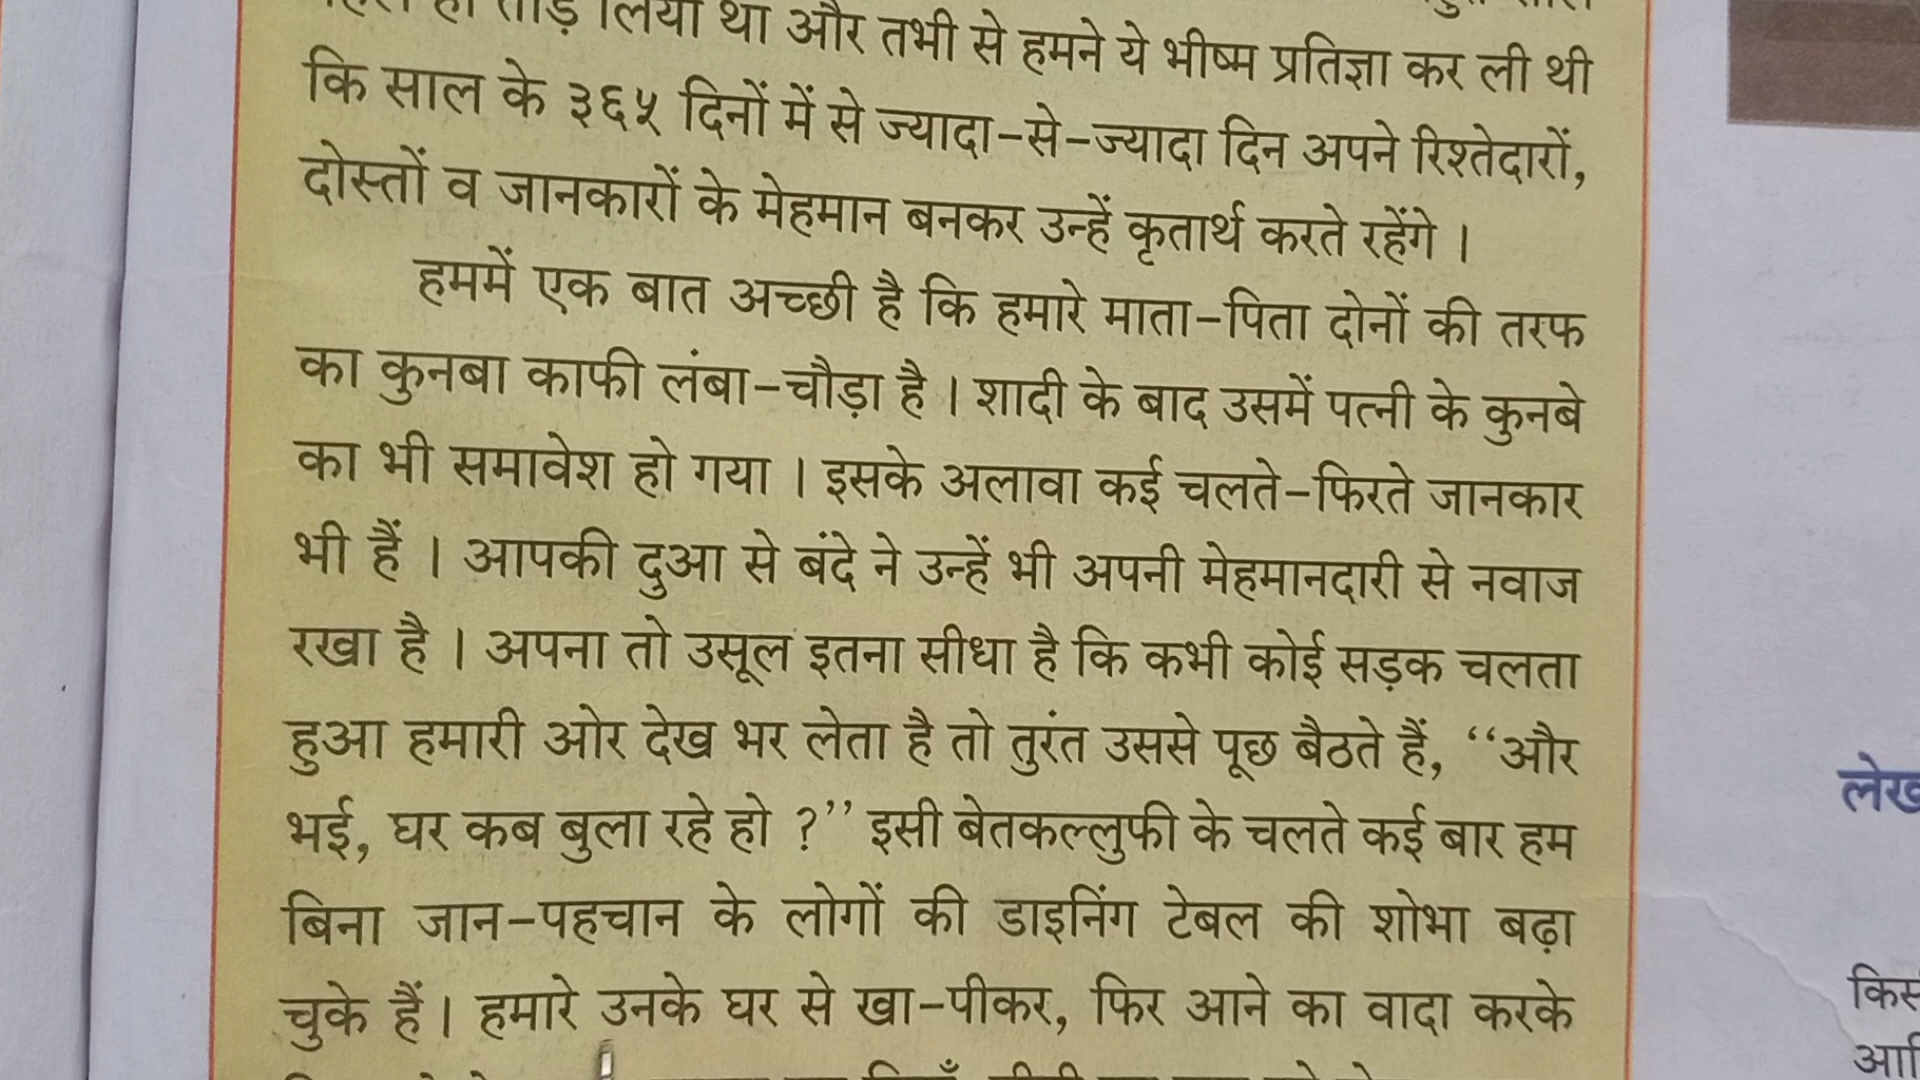 लिया था और तभी से हमने ये भीष्म प्रतिज्ञा कर ली थी
कि साल के ३६५ दिनों में से ज्यादा-से-ज्यादा दिन अपने रिश्तेदारों,
दोस्तों व जानकारों के मेहमान बनकर उन्हें कृतार्थ करते रहेंगे ।
हममें एक बात अच्छी है कि हमारे माता-पिता दोनों की तरफ
का कुनबा काफी लंबा-चौड़ा है । शादी के बाद उसमें पत्नी के कुनबे
का भी समावेश हो गया । इसके अलावा कई चलते-फिरते जानकार
भी हैं । आपकी दुआ से बंदे ने उन्हें भी अपनी मेहमानदारी से नवाज
रखा है । अपना तो उसूल इतना सीधा है कि कभी कोई सड़क चलता
हुआ हमारी ओर देख भर लेता है तो तुरंत उससे पूछ बैठते हैं, ‘‘और
भई, घर कब बुला रहे हो ?’’ इसी बेतकल्लुफी के चलते कई बार हम
बिना जान-पहचान के लोगों की डाइनिंग टेबल की शोभा बढ़ा
चुके हैं । हमारे उनके घर से खा-पीकर, फिर आने का वादा करके